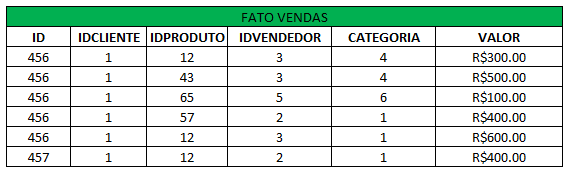 FATO VENDAS
ID IDCLIENTE IDPRODUTO IDVENDEDOR CATEGORIA VALOR
456 1 12 3 4 R$300.00
456 1 43 3 4 R$500.00
456 1 65 5 6 R$100.00
456 1 57 2 1 R$400.00
456 1 12 3 1 R$600.00
457 1 12 2 1 R$400.00